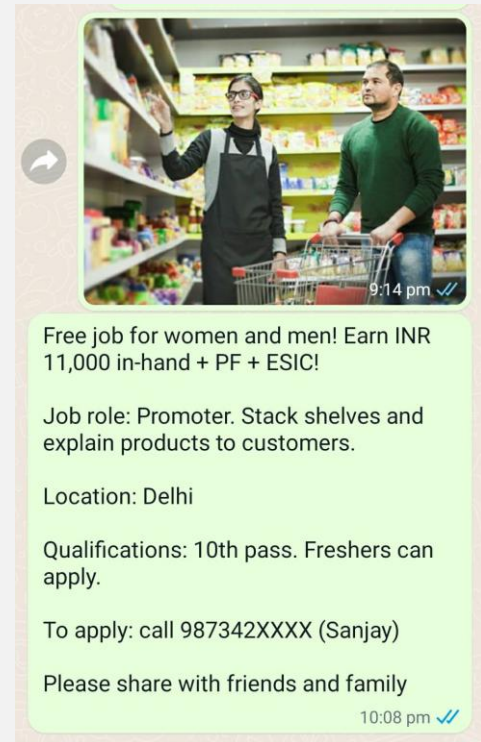 9:14 pm
Free job for women and men! Earn INR
11,000 in-hand + PF + ESIC!
Job role: Promoter. Stack shelves and
explain products to customers.
Location: Delhi
Qualifications: 10th pass. Freshers can
apply.
To apply: call 987342XXXX (Sanjay)
Please share with friends and family
10:08 pm